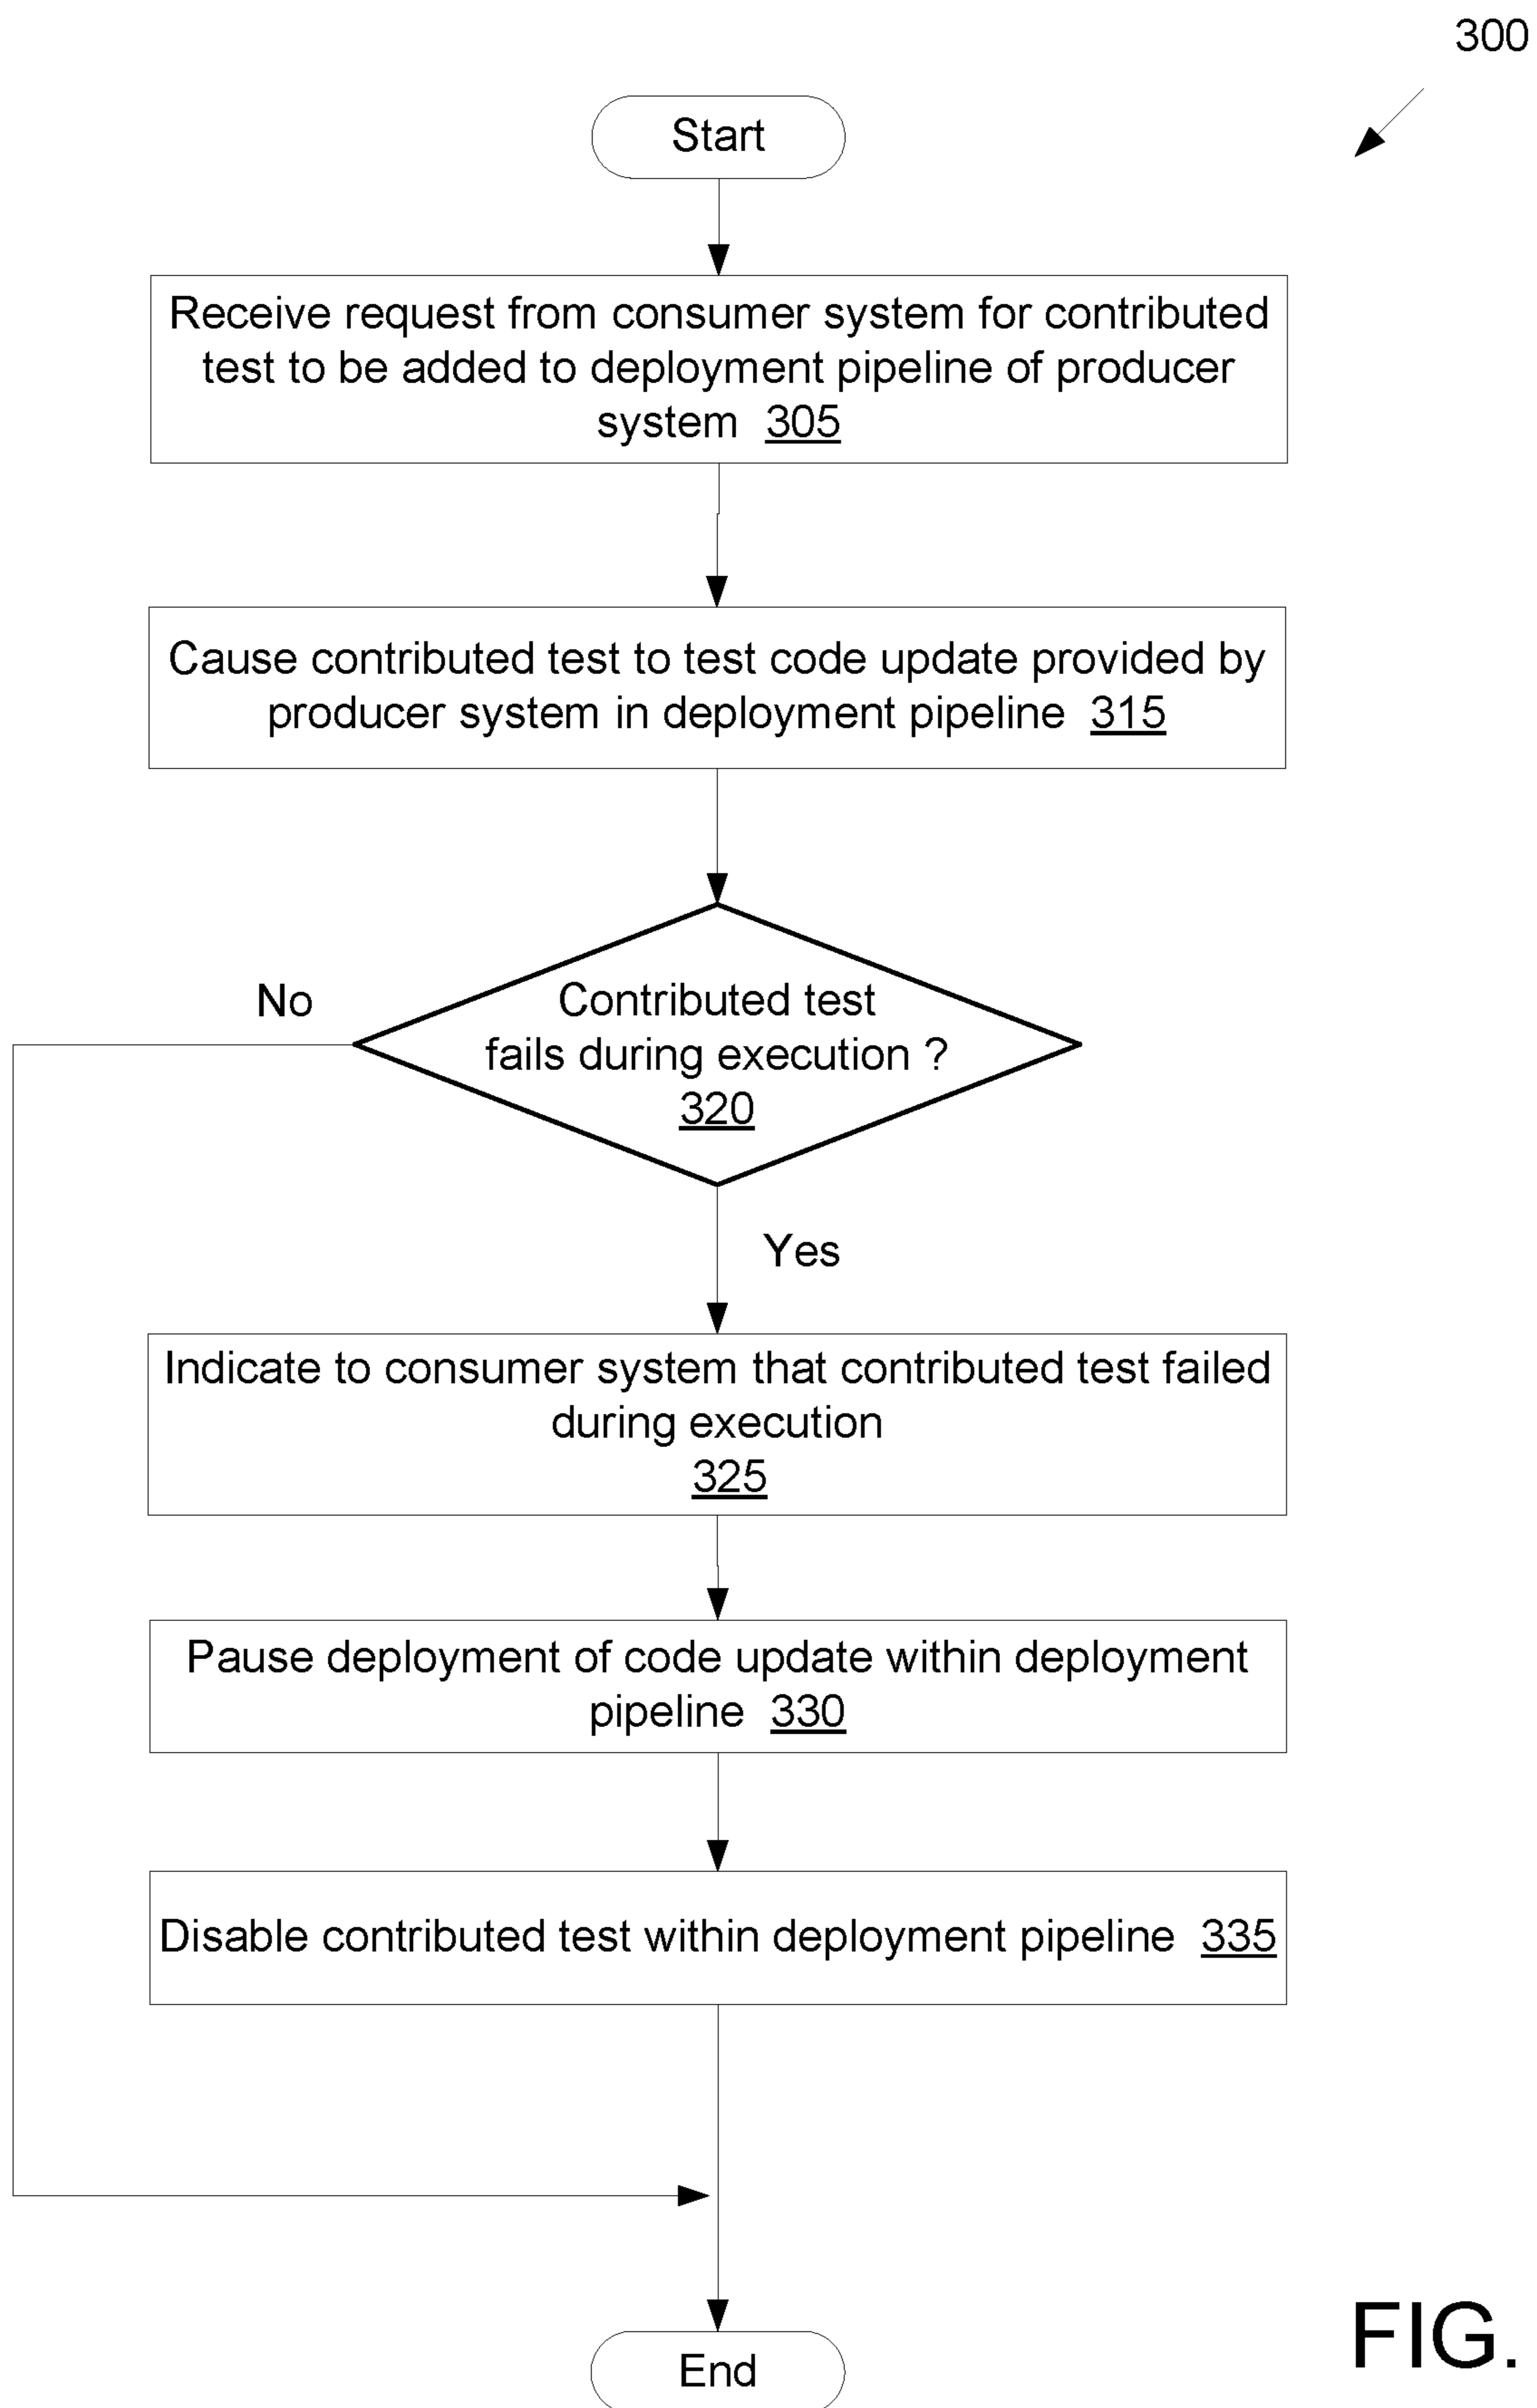 300
Start
Receive request from consumer system for contributed
test to be added to deployment pipeline of producer
system 305
Cause contributed test to test code update provided by
producer system in deployment pipeline 315
No
Contributed test
fails during execution ?
320
Yes
Indicate to consumer system that contributed test failed
during execution
325
Pause deployment of code update within deployment
pipeline 330
Disable contributed test within deployment pipeline 335
End
FIG.